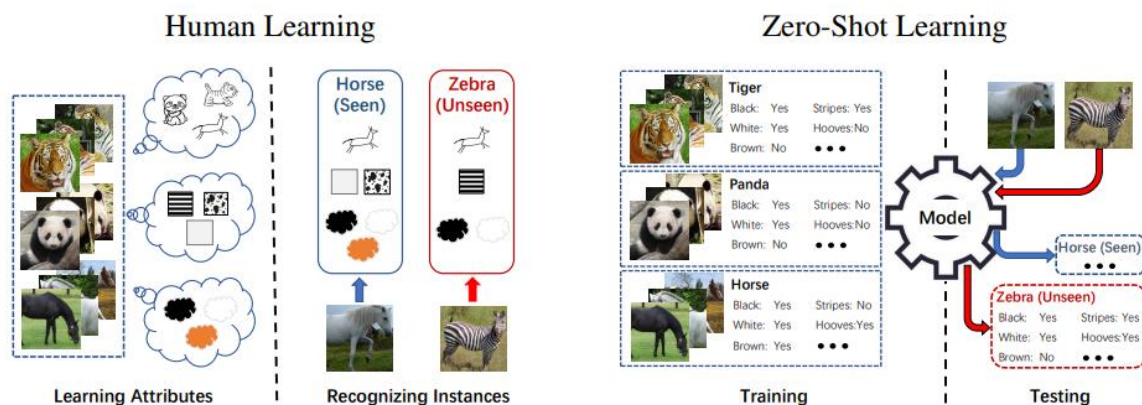 Human Learning
Zero-Shot Learning
Horse
(Seen)
Zebra
(Unseen)
Learning Attributes
Recognizing Instances
Tiger
Black: Yes Stripes: Yes
White: Yes Hooves:No
Brown: No ●●●
Panda
Black: Yes Stripes: No
White: Yes Hooves: No
Brown: No ●●●
Horse
Black: Yes Stripes: No
White: Yes Hooves:Yes
Brown: Yes ●●●
Model
Horse (Seen)
●●●
Zebra (Unseen)
Black: Yes Stripes: Yes
White: Yes Hooves:Yes
Brown: No ●●●
Training
Testing